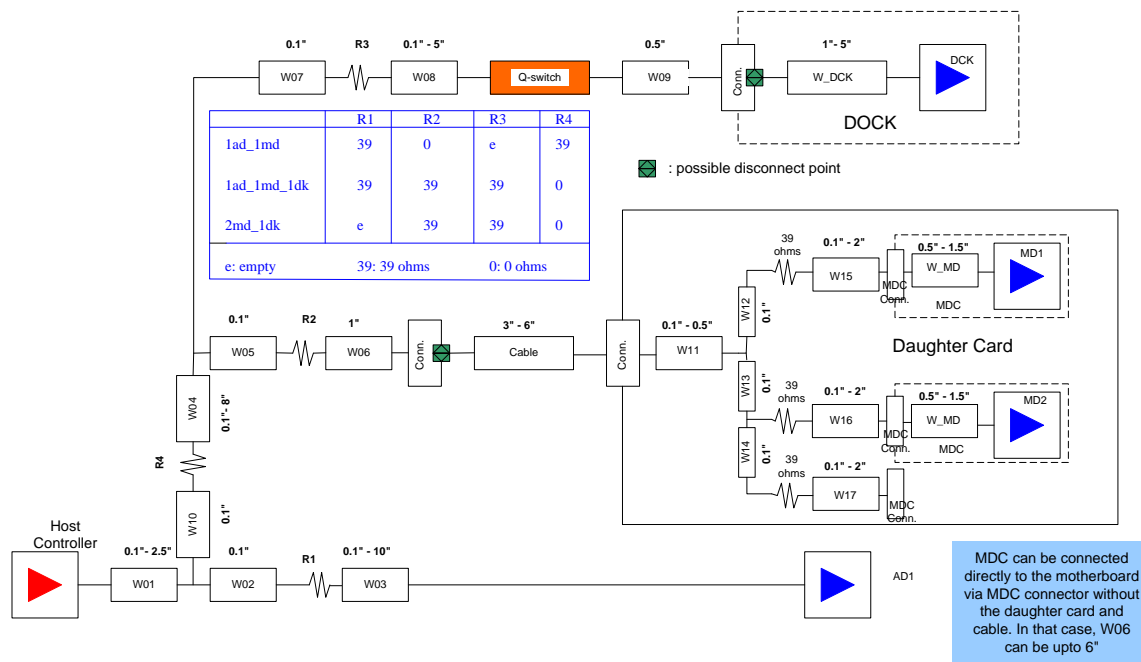 0.1"
R3
0.1" - 5"
0.5"
1"- 5"
W07
W08
Q-switch
W09
Conn.
W_DCK
DCK
DOCK
R1 R2 R3 R4
1ad_1md 39 0 e 39
1ad_1md_1dk 39 39 39 0
2md_1dk e 39 39 0
e: empty 39: 39 ohms 0: 0 ohms
: possible disconnect point
39
ohms
0.1" - 2"
0.5" - 1.5"
W15
MDC
Conn.
W_MD
MD1
MDC
W12
0.1"
0.1"
R2
1"
3" - 6"
0.1" - 0.5"
W05
W06
Conn.
Cable
Conn.
W11
Daughter Card
W13
0.1"
39
ohms
0.1" - 2"
0.5" - 1.5"
W16
MDC
Conn.
W_MD
MD2
MDC
W04
0.1"- 8"
W14
0.1"
39
ohms
0.1" - 2"
W17
MDC
Conn.
R4
W10
0.1"
Host
Controller
0.1"- 2.5"
0.1"
R1
0.1" - 10"
W01
W02
W03
AD1
MDC can be connected
directly to the motherboard
via MDC connector without
the daughter card and
cable. In that case, W06
can be upto 6"